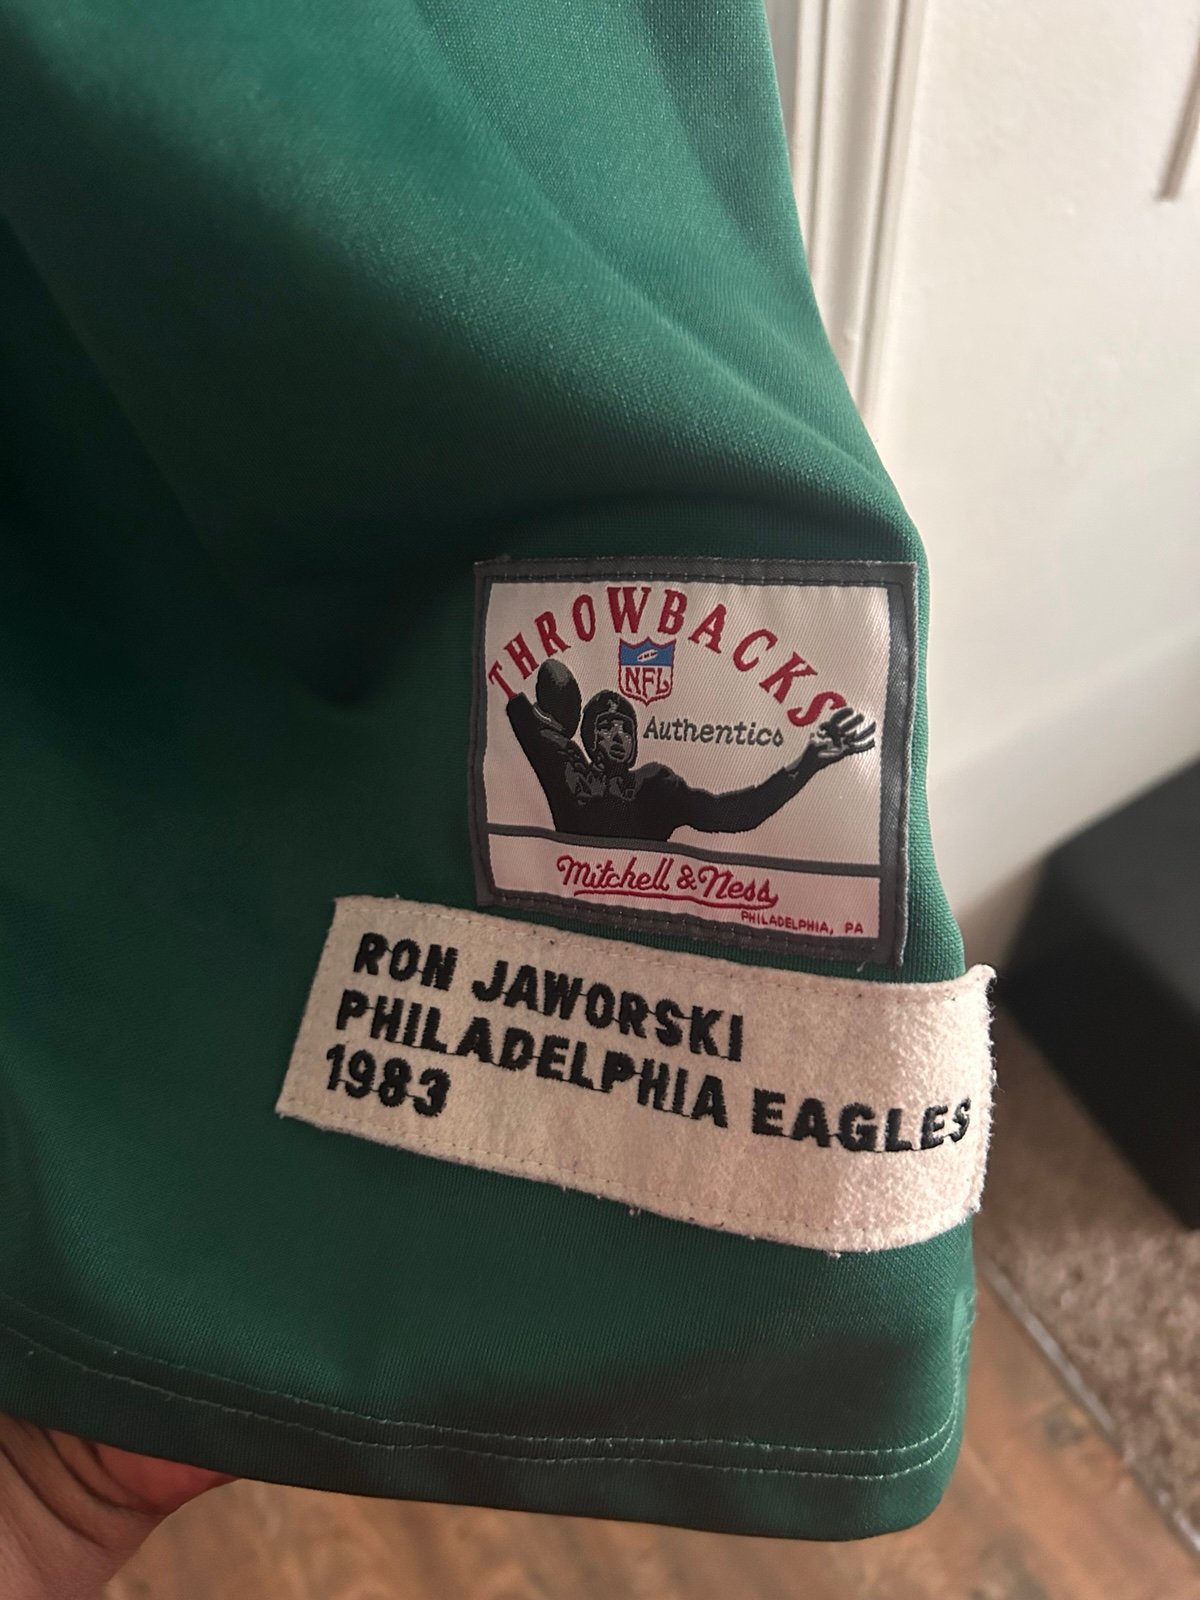 THROWBACKS
NFL
Authentics
Mitchell & Ness
PHILADELPHIA, PA
RON JAWORSKI
PHILADELPHIA EAGLES
1983